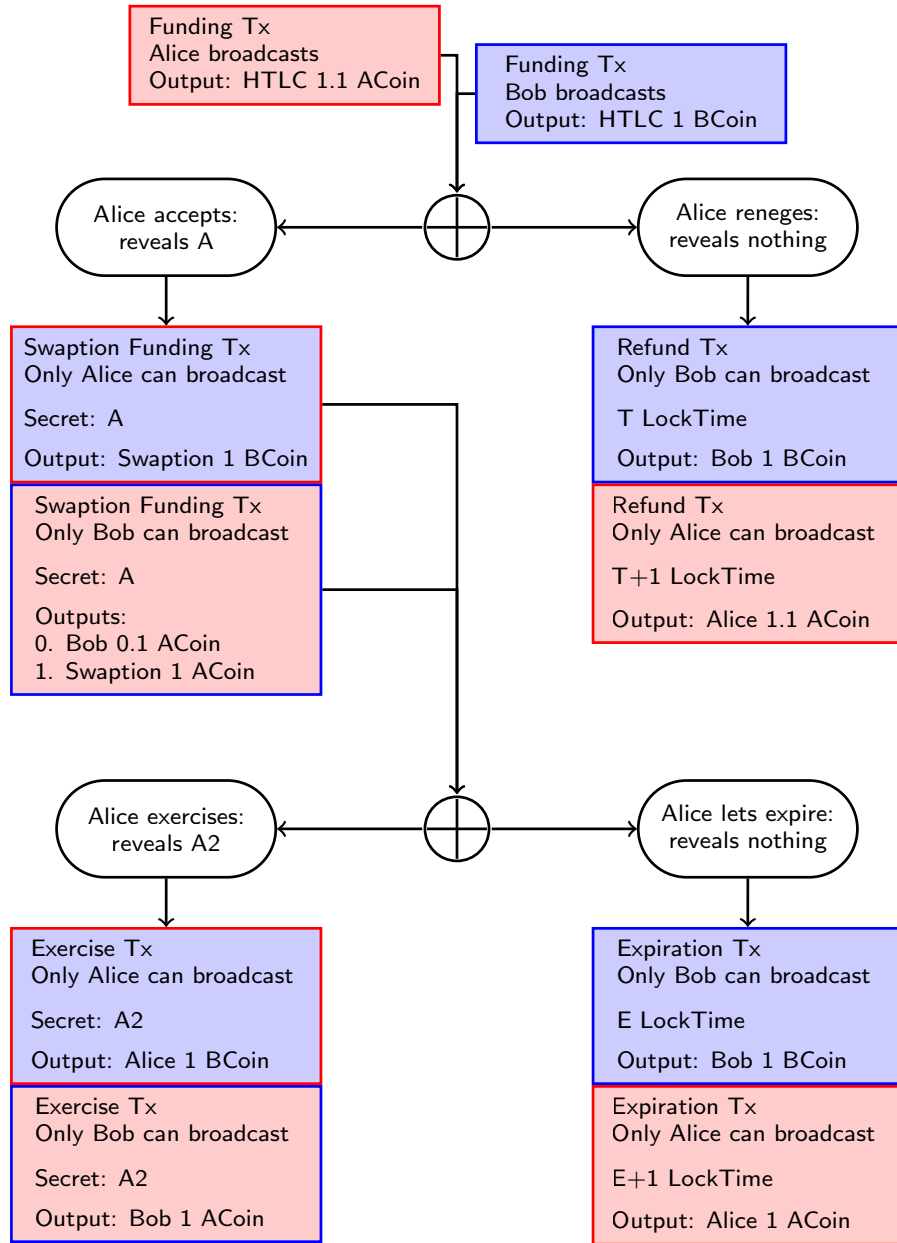 Funding Tx
Alice broadcasts
Output: HTLC 1.1 ACoin
Funding Tx
Bob broadcasts
Output: HTLC 1 BCoin
Alice accepts:
reveals A
Alice reneges:
reveals nothing
Swaption Funding Tx
Only Alice can broadcast
Secret: A
Output: Swaption 1 BCoin
Refund Tx
Only Bob can broadcast
T LockTime
Output: Bob 1 BCoin
Swaption Funding Tx
Only Bob can broadcast
Secret: A
Outputs:
0. Bob 0.1 ACoin
1. Swaption 1 ACoin
Refund Tx
Only Alice can broadcast
T+1 LockTime
Output: Alice 1.1 ACoin
Alice exercises:
reveals A2
Alice lets expire:
reveals nothing
Exercise Tx
Only Alice can broadcast
Secret: A2
Output: Alice 1 BCoin
Expiration Tx
Only Bob can broadcast
E LockTime
Output: Bob 1 BCoin
Exercise Tx
Only Bob can broadcast
Secret: A2
Output: Bob 1 ACoin
Expiration Tx
Only Alice can broadcast
E+1 LockTime
Output: Alice 1 ACoin